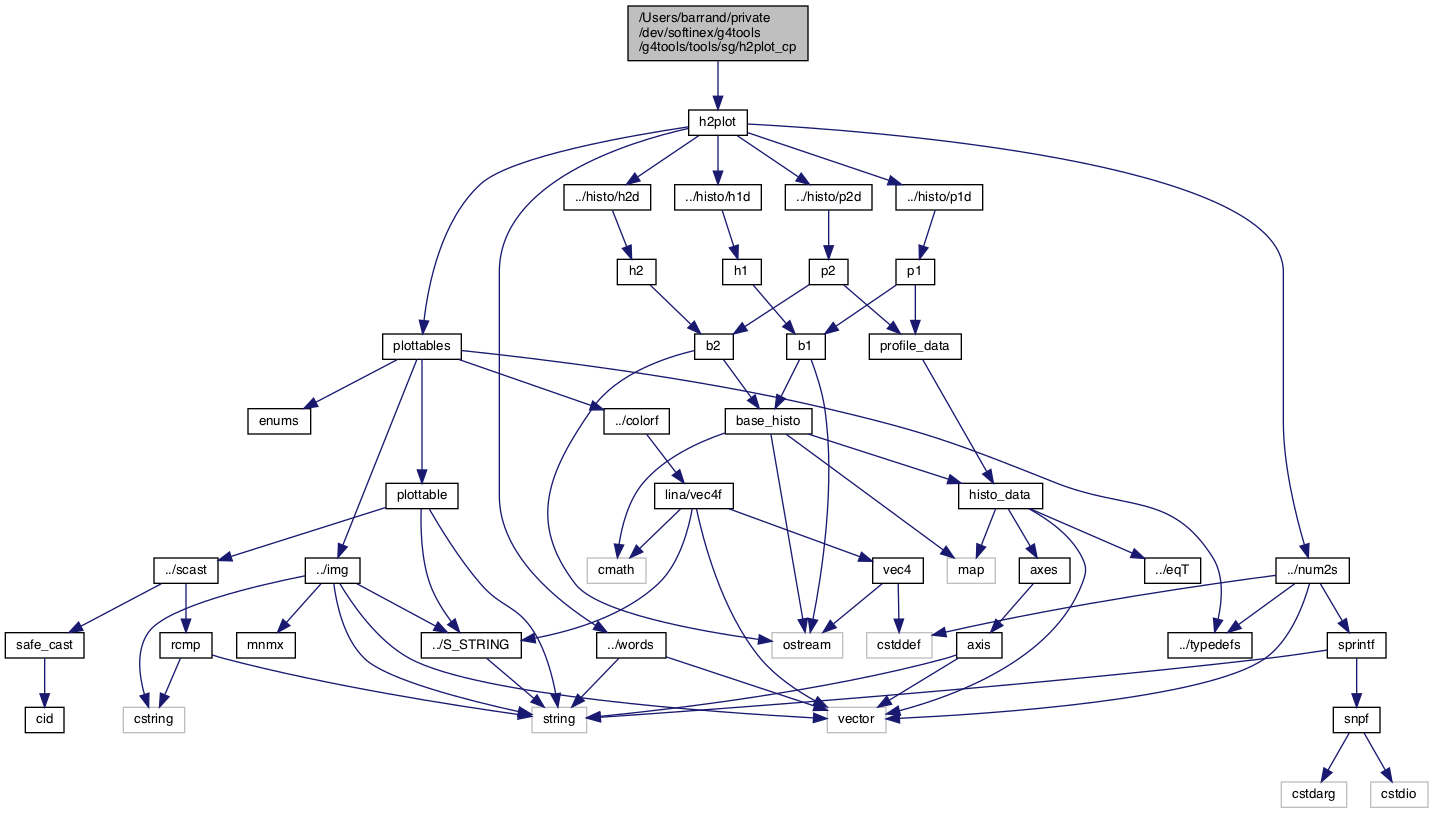 /Users/barrand/private
/dev/softinex/g4tools
/g4tools/tools/sg/h2plot_cp
h2plot
../histo/h2d
../histo/h1d
../histo/p2d
../histo/p1d
h2
h1
p2
p1
plottables
b2
b1
profile_data
enums
../colorf
base_histo
plottable
lina/vec4f
histo_data
../scast
../img
cmath
vec4
map
axes
../eqT
../num2s
safe_cast
rcmp
mnmx
../S_STRING
../words
ostream
cstddef
axis
../typedefs
sprintf
cid
cstring
string
vector
snpf
cstdarg
cstdio